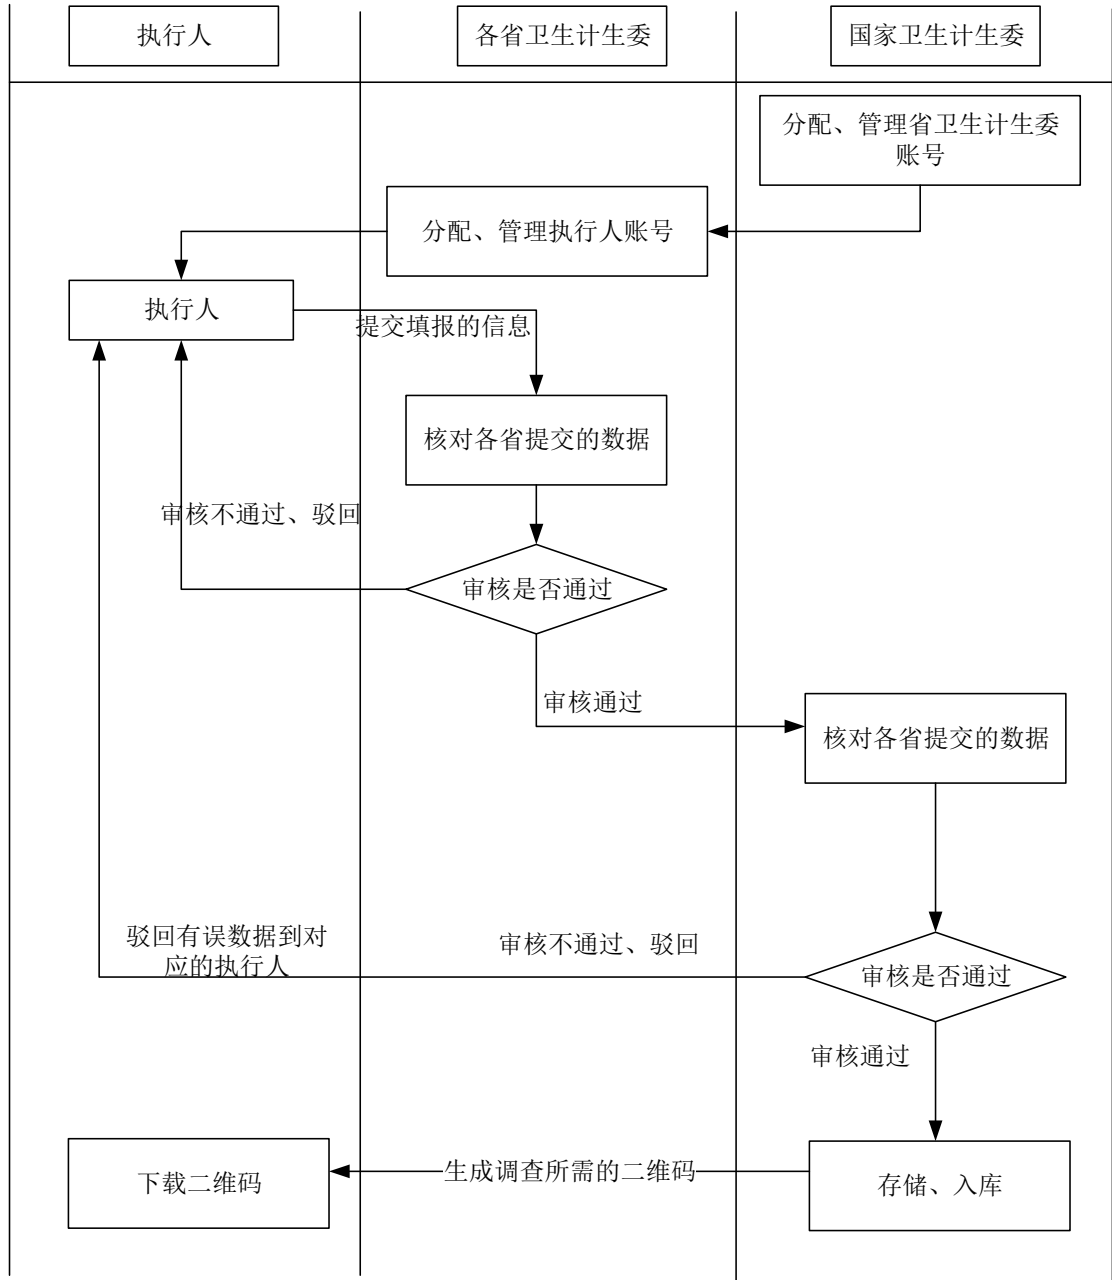 执行人
各省卫生计生委
国家卫生计生委
分配、管理省卫生计生委
账号
分配、管理执行人账号
执行人
提交填报的信息
核对各省提交的数据
审核不通过、驳回
审核是否通过
审核通过
核对各省提交的数据
驳回有误数据到对
应的执行人
审核不通过、驳回
审核是否通过
审核通过
下载二维码
生成调查所需的二维码
存储、入库